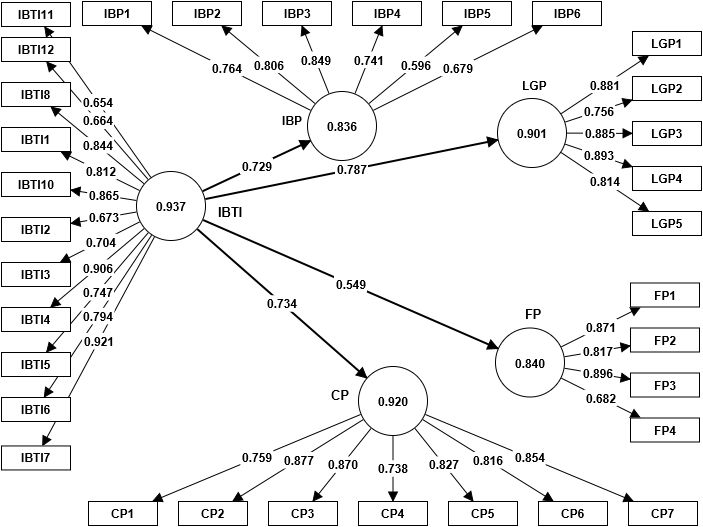 IBTI11
IBP1
IBP2
IBP3
IBP4
IBP5
IBP6
IBTI12
IBTI8
IBTI1
IBTI10
IBTI2
IBTI3
IBTI4
IBTI5
IBTI6
IBTI7
0.654
0.664
0.844
0.812
0.865
0.673
0.704
0.906
0.747
0.794
0.921
0.937
IBTI
0.764
0.806
0.849
0.741
0.596
0.679
IBP
0.836
0.729
0.787
0.549
0.734
LGP
0.901
0.881
0.756
0.885
0.893
0.814
LGP1
LGP2
LGP3
LGP4
LGP5
FP
0.840
0.871
0.817
0.896
0.682
FP1
FP2
FP3
FP4
CP
0.920
0.759
0.877
0.870
0.738
0.827
0.816
0.854
CP1
CP2
CP3
CP4
CP5
CP6
CP7